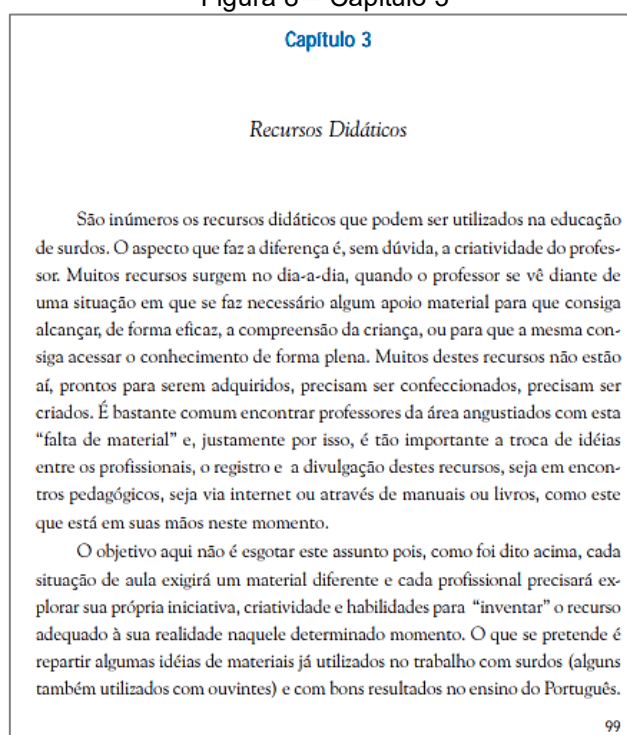 Figura – Capítulo 3
Capítulo 3
Recursos Didáticos
São inúmeros os recursos didáticos que podem ser utilizados na educação
de surdos. O aspecto que faz a diferença é, sem dúvida, a criatividade do profes-
sor. Muitos recursos surgem no dia-a-dia, quando o professor se vê diante de
uma situação em que se faz necessário algum apoio material para que consiga
alcançar, de forma eficaz, a compreensão da criança, ou para que a mesma con-
siga acessar o conhecimento de forma plena. Muitos destes recursos não estão
aí, prontos para serem adquiridos, precisam ser confeccionados, precisam ser
criados. É bastante comum encontrar professores da área angustiados com esta
“falta de material” e, justamente por isso, é tão importante a troca de idéias
entre os profissionais, o registro e a divulgação destes recursos, seja em encon-
tros pedagógicos, seja via internet ou através de manuais ou livros, como este
que está em suas mãos neste momento.
O objetivo aqui não é esgotar este assunto pois, como foi dito acima, cada
situação de aula exigirá um material diferente e cada profissional precisará ex-
plorar sua própria iniciativa, criatividade e habilidades para “inventar” o recurso
adequado à sua realidade naquele determinado momento. O que se pretende é
repartir algumas idéias de materiais já utilizados no trabalho com surdos (alguns
também utilizados com ouvintes) e com bons resultados no ensino do Português.
99